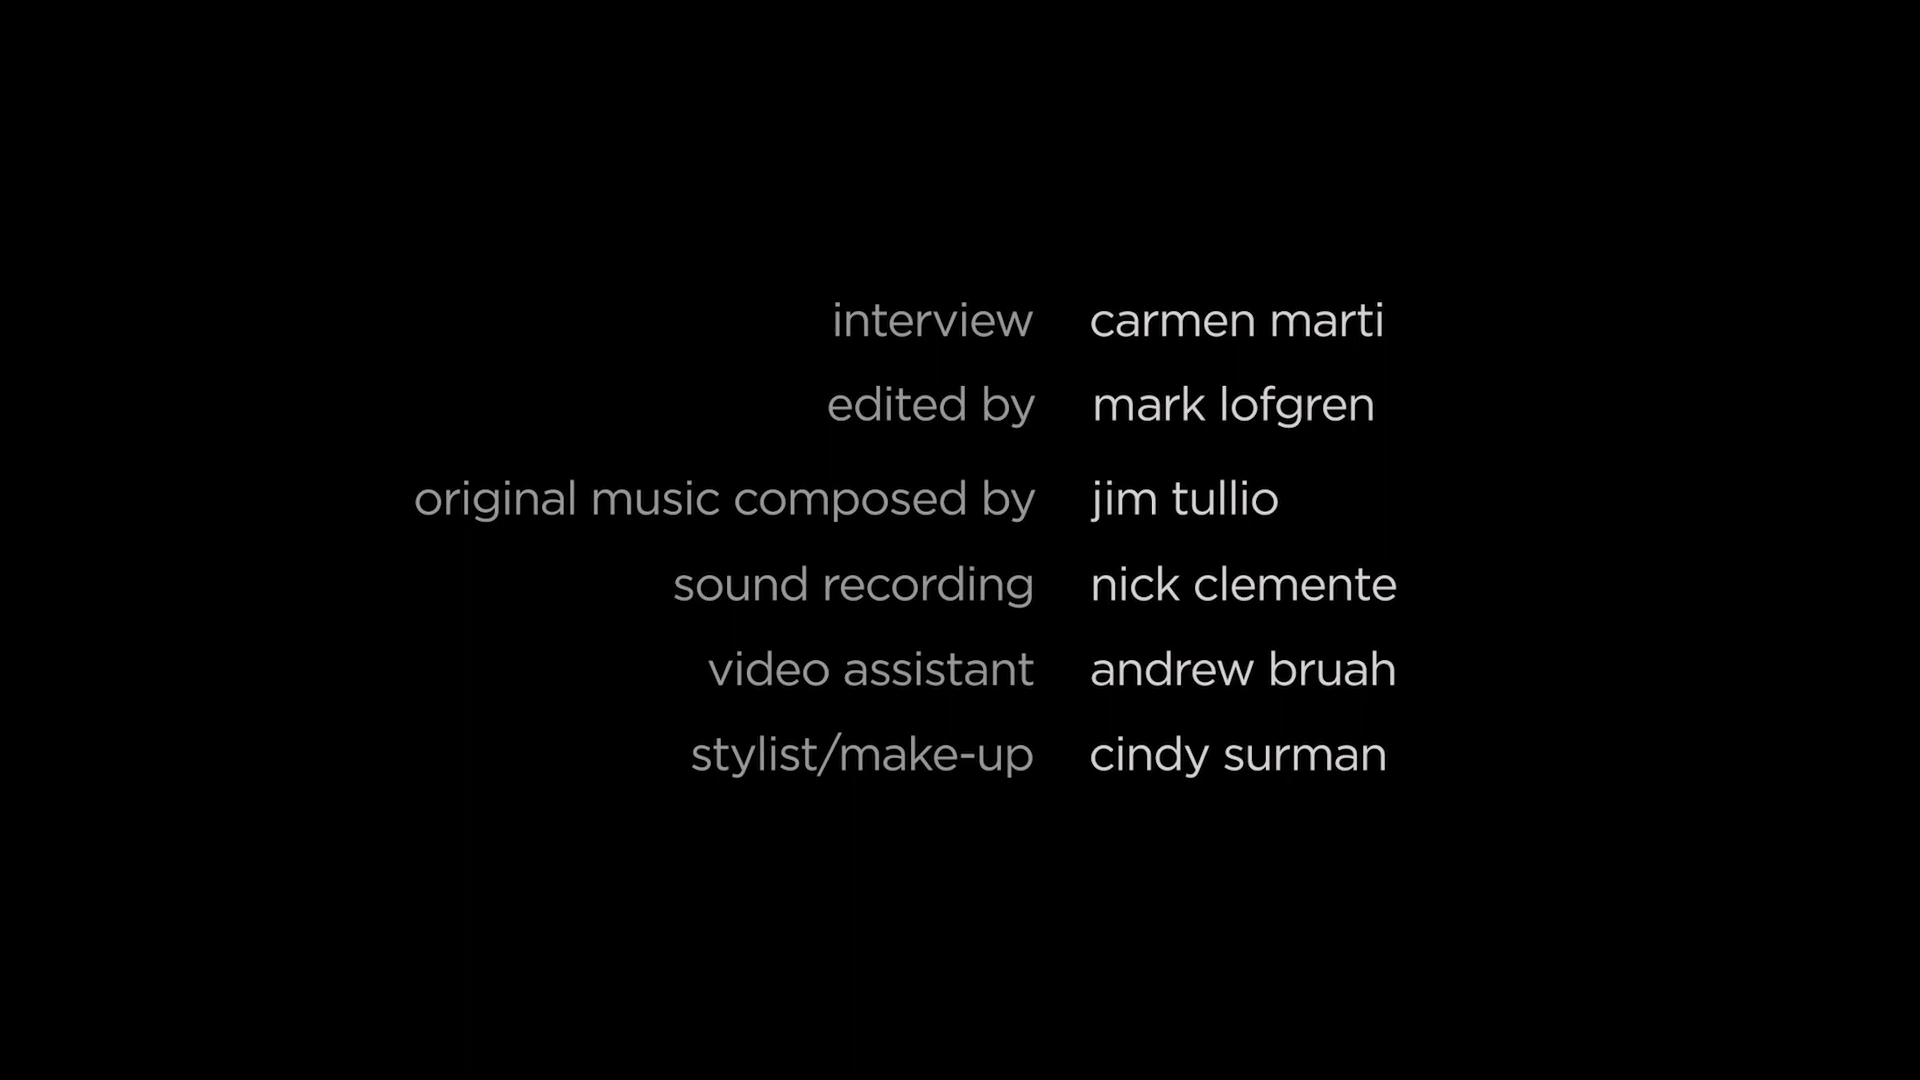 interview carmen marti
edited by mark lofgren
original music composed by jim tullio
sound recording nick clemente
video assistant andrew bruah
stylist/make-up cindy surman